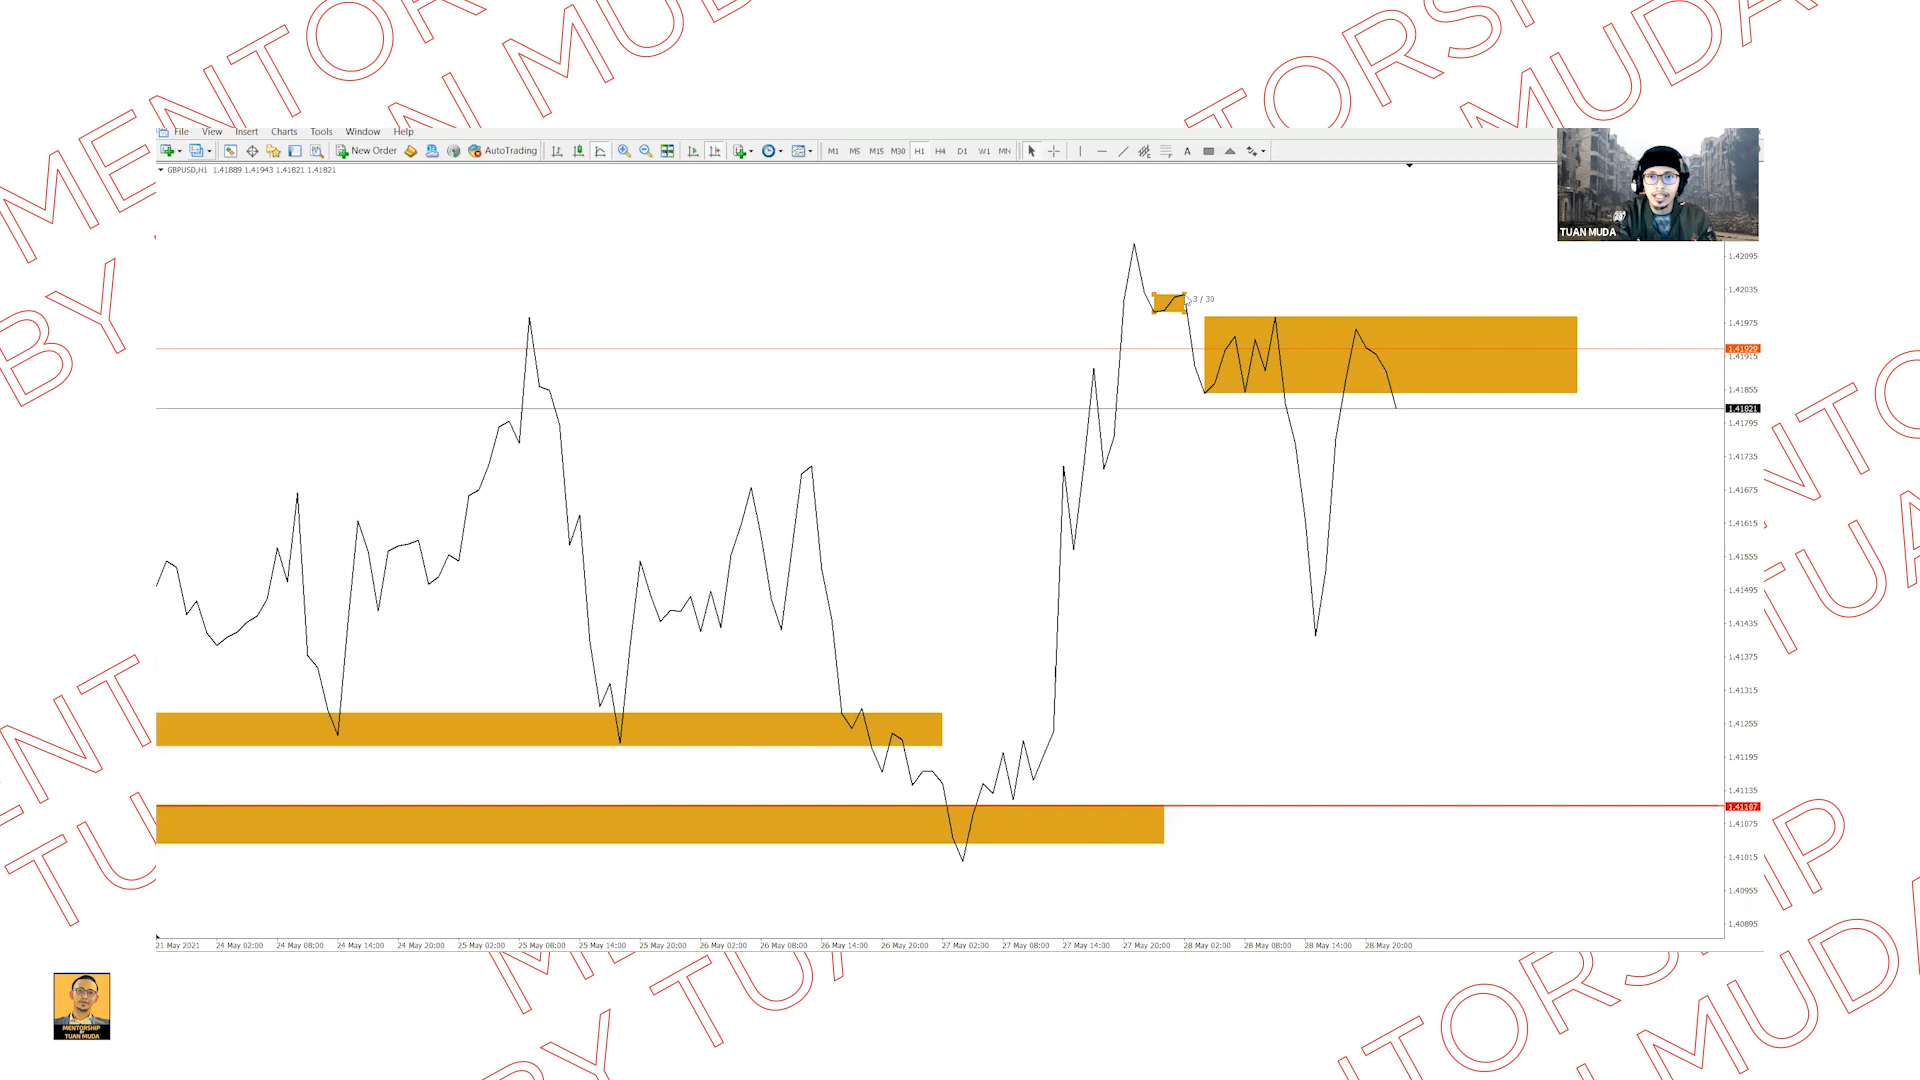 MENTORSHIP
BY TUAN MUDA
File View Insert Charts Tools Window Help
New Order AutoTrading M1 M5 M15 M30 H1 H4 D1 W1 MN A
GBPUSD,H1 1.41889 1.41943 1.41821 1.41821
TUAN MUDA
3 / 30
1.42095
1.42035
1.41975
1.41929
1.41915
1.41855
1.41821
1.41795
1.41735
1.41675
1.41615
1.41555
1.41495
1.41435
1.41375
1.41315
1.41255
1.41195
1.41135
1.41107
1.41075
1.41015
1.40955
1.40895
21 May 2021 24 May 02:00 24 May 08:00 24 May 14:00 24 May 20:00 25 May 02:00 25 May 08:00 25 May 14:00 25 May 20:00 26 May 02:00 26 May 08:00 26 May 14:00 26 May 20:00 27 May 02:00 27 May 08:00 27 May 14:00 27 May 20:00 28 May 02:00 28 May 08:00 28 May 14:00 28 May 20:00
MENTORSHIP
BY
TUAN MUDA